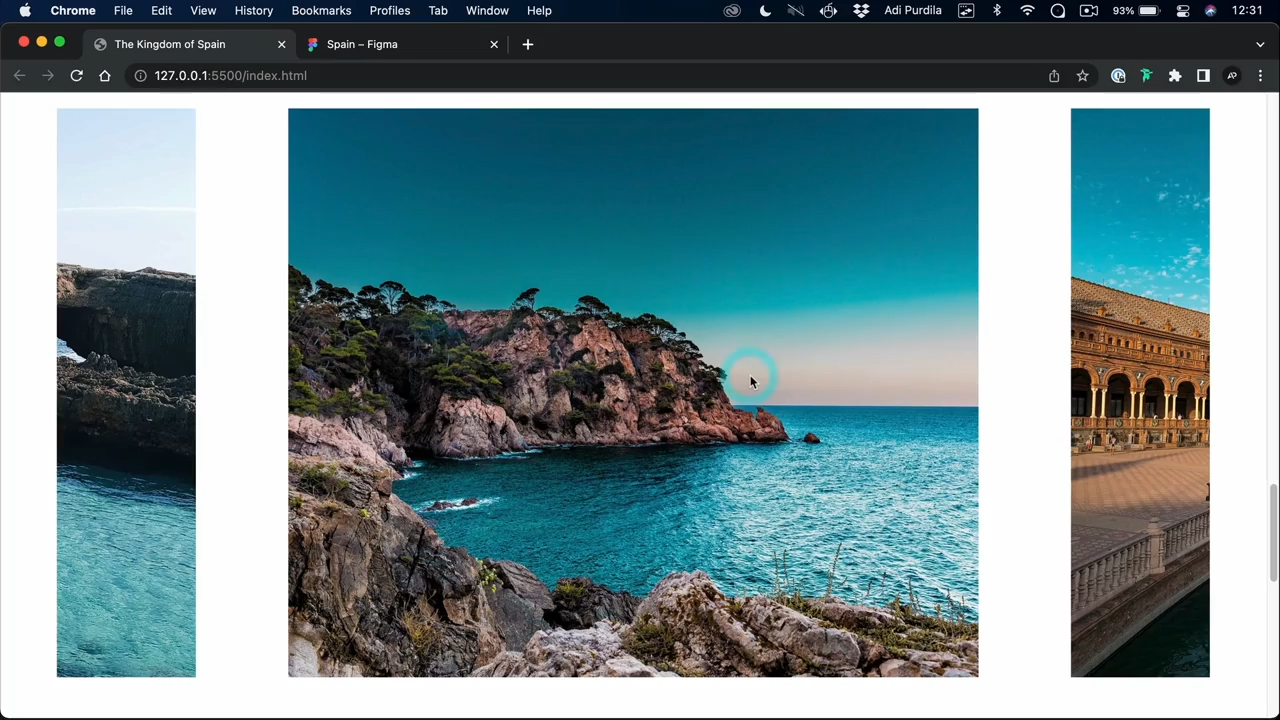 Chrome File Edit View History Bookmarks Profiles Tab Window Help Adi Purdila 93% 12:31
The Kingdom of Spain Spain – Figma
127.0.0.1:5500/index.html